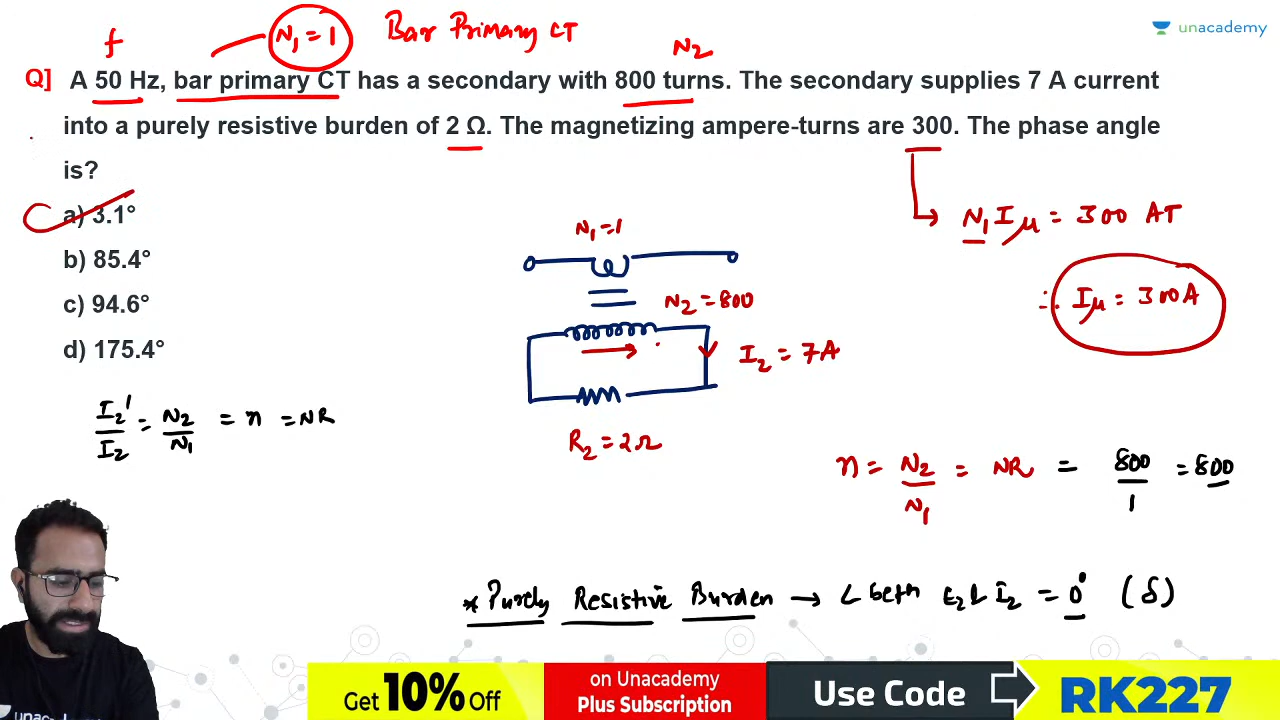 f
N₁ = 1
Bar Primary CT
N₂
unacademy
Q] A 50 Hz, bar primary CT has a secondary with 800 turns. The secondary supplies 7 A current
into a purely resistive burden of 2 Ω. The magnetizing ampere-turns are 300. The phase angle
is?
a) 3.1°
b) 85.4°
c) 94.6°
d) 175.4°
N₁ Iμ = 300 AT
∴ Iμ = 300A
N₁ = 1
N₂ = 800
I₂ = 7A
R₂ = 2Ω
I₂'/I₂ = N₂/N₁ = n = NR
n = N₂/N₁ = NR = 800/1 = 800
* Purely Resistive Burden → ∠ betn E₂ & I₂ = 0° (δ)
unacademy
Get 10% Off
on Unacademy
Plus Subscription
Use Code
RK227